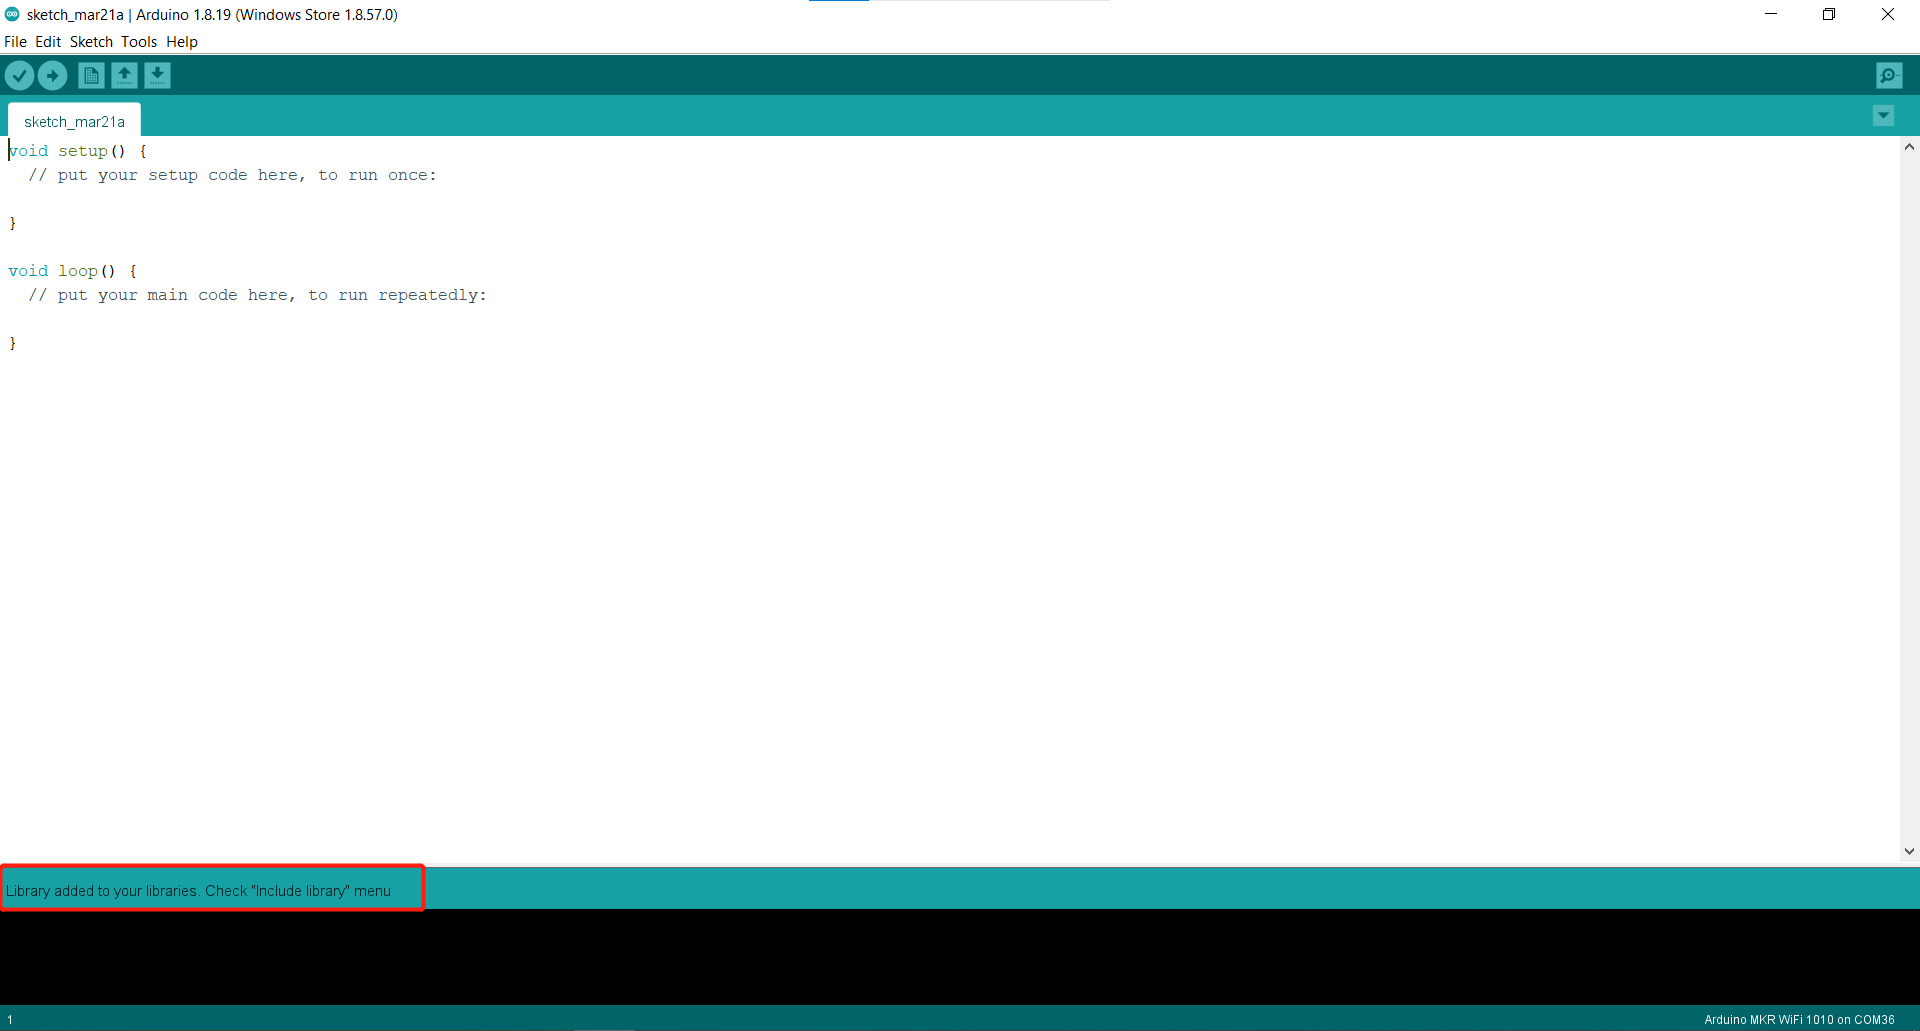 sketch_mar21a | Arduino 1.8.19 (Windows Store 1.8.57.0)
File Edit Sketch Tools Help
sketch_mar21a
void setup() {
  // put your setup code here, to run once:
}
void loop() {
  // put your main code here, to run repeatedly:
}
Library added to your libraries. Check "Include library" menu
1
Arduino MKR WiFi 1010 on COM36